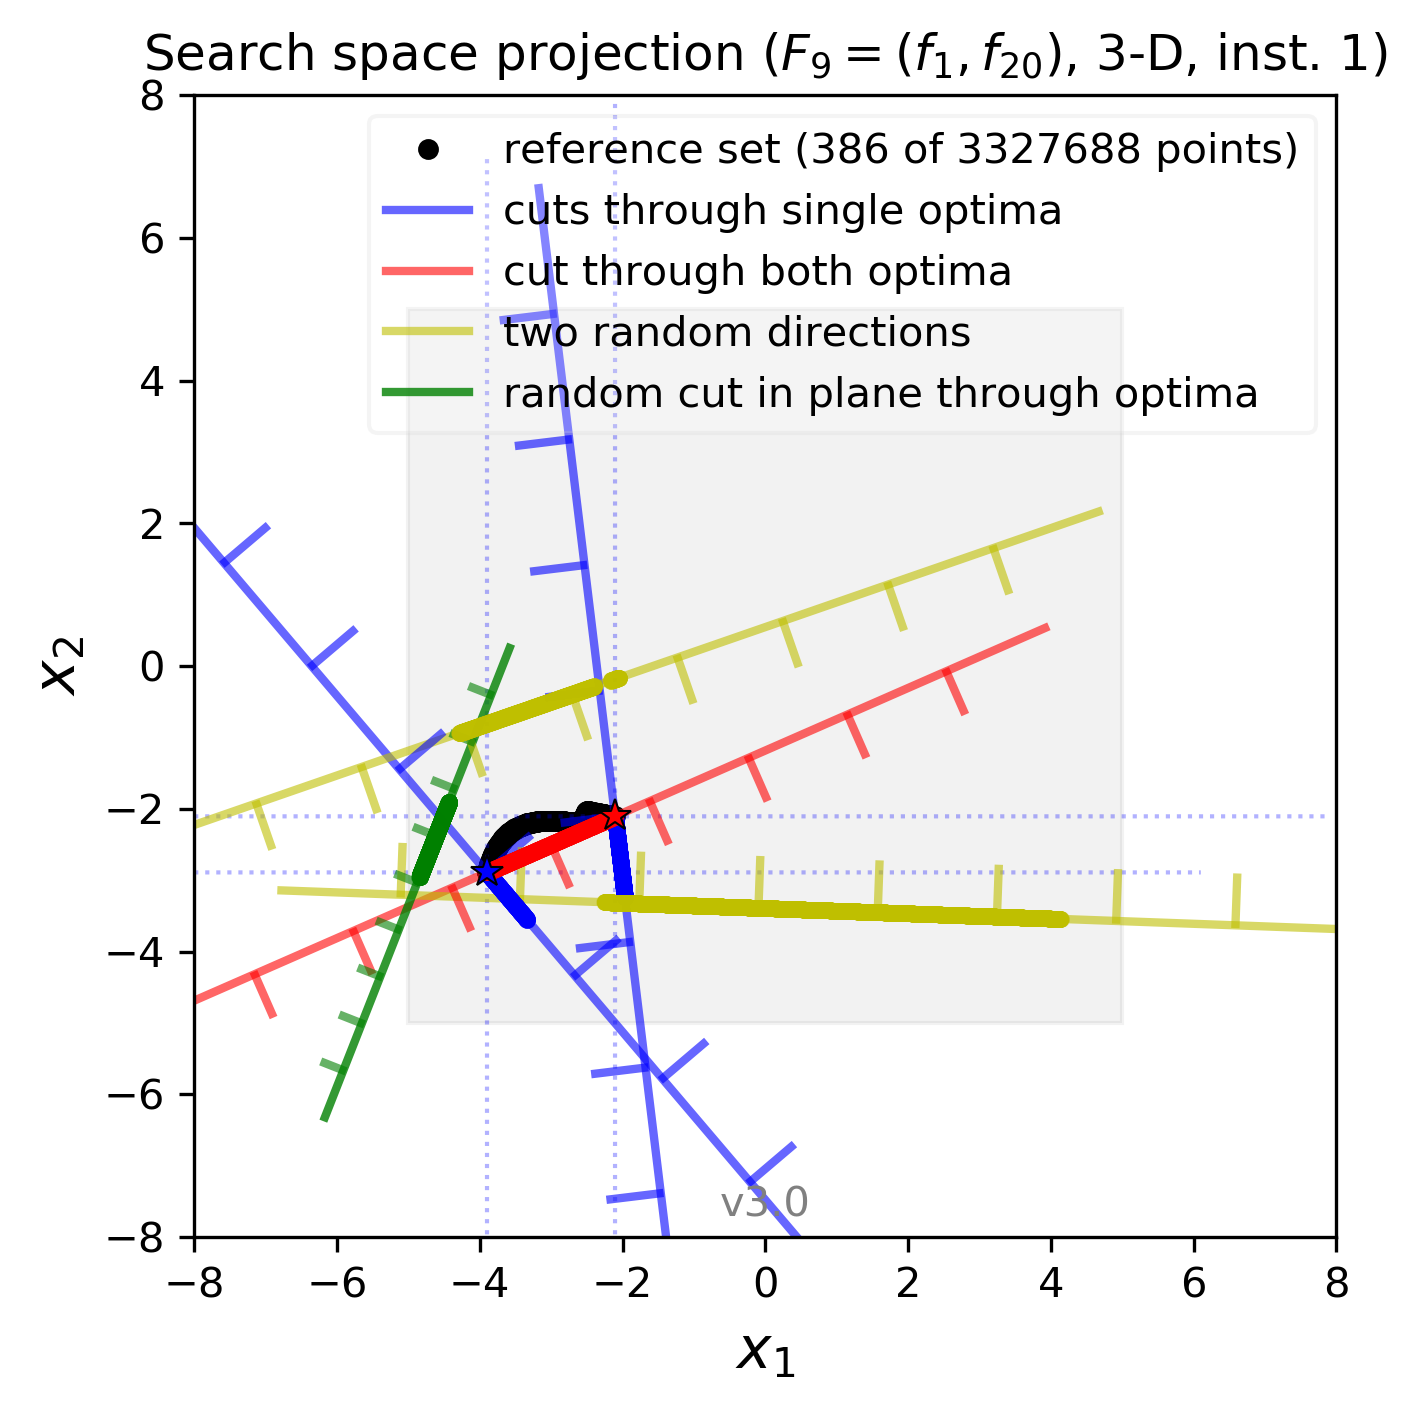 Search space projection (F₉ = (f₁, f₂₀), 3-D, inst. 1)
reference set (386 of 3327688 points)
cuts through single optima
cut through both optima
two random directions
random cut in plane through optima
8
6
4
2
0
−2
−4
−6
−8
x₂
v3.0
−8 −6 −4 −2 0 2 4 6 8
x₁